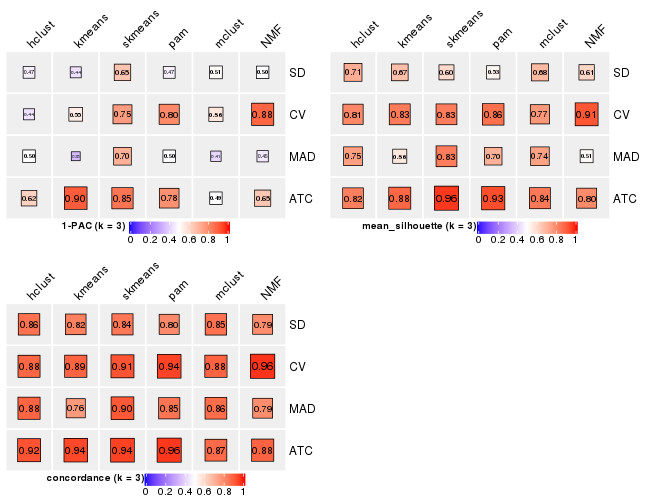 hclust kmeans skmeans pam mclust NMF
0.47 0.44 0.65 0.47 0.51 0.50 SD
0.44 0.55 0.75 0.80 0.56 0.88 CV
0.50 0.70 0.50 0.41 0.45 MAD
0.62 0.90 0.85 0.78 0.49 0.65 ATC
1-PAC (k = 3)
0 0.2 0.4 0.6 0.8 1
hclust kmeans skmeans pam mclust NMF
0.71 0.67 0.60 0.53 0.68 0.61 SD
0.81 0.83 0.83 0.86 0.77 0.91 CV
0.75 0.56 0.83 0.70 0.74 0.51 MAD
0.82 0.88 0.96 0.93 0.84 0.80 ATC
mean_silhouette (k = 3)
0 0.2 0.4 0.6 0.8 1
hclust kmeans skmeans pam mclust NMF
0.86 0.82 0.84 0.80 0.85 0.79 SD
0.88 0.89 0.91 0.94 0.88 0.96 CV
0.88 0.76 0.90 0.85 0.86 0.79 MAD
0.92 0.94 0.94 0.96 0.87 0.88 ATC
concordance (k = 3)
0 0.2 0.4 0.6 0.8 1